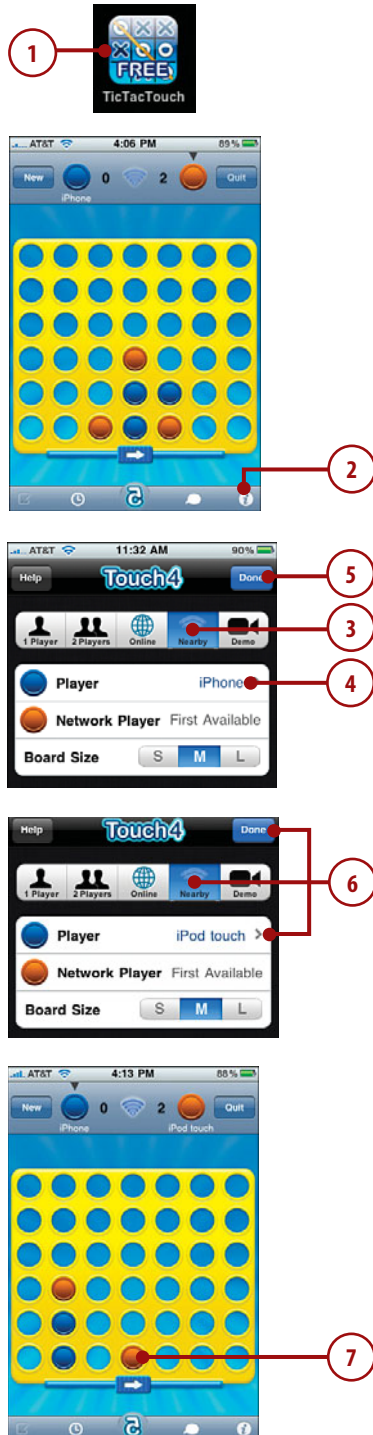 1
FREE
TicTacTouch
AT&T 4:06 PM 89%
New 0 2 Quit
iPhone
2
AT&T 11:32 AM 90%
Help Touch4 Done
5
1 Player 2 Players Online Nearby Demo
3
Player iPhone
4
Network Player First Available
Board Size S M L
Help Touch4 Done
1 Player 2 Players Online Nearby Demo
6
Player iPod touch >
Network Player First Available
Board Size S M L
AT&T 4:13 PM 88%
New 0 2 Quit
iPhone iPod touch
7